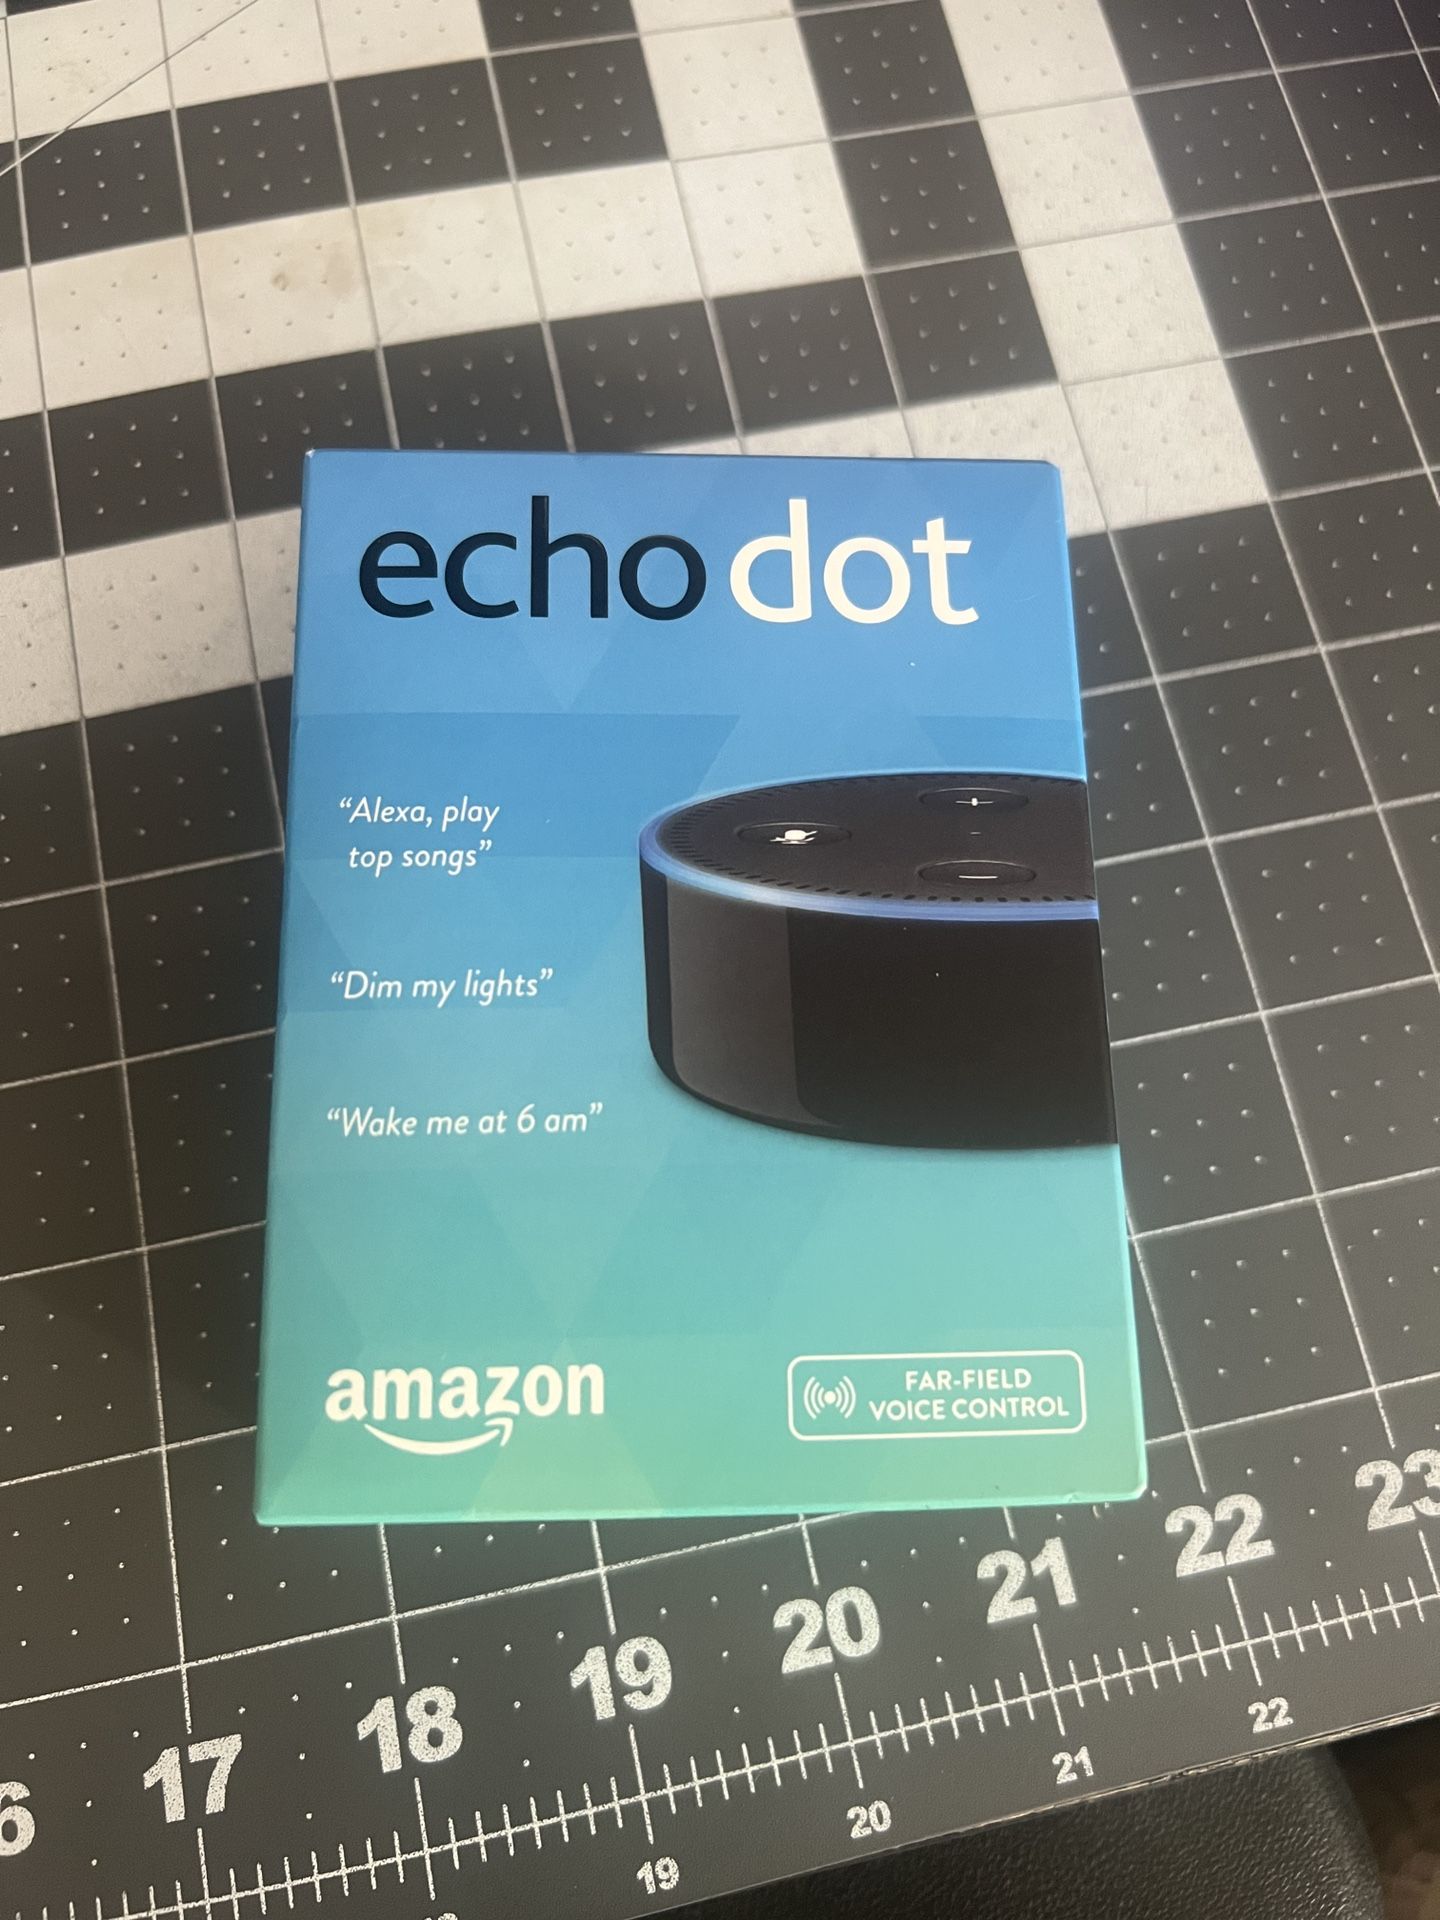 echo dot
“Alexa, play
top songs”
“Dim my lights”
“Wake me at 6 am”
amazon
FAR-FIELD
VOICE CONTROL
17 18 19 20 21 22 23
19 20 21 22